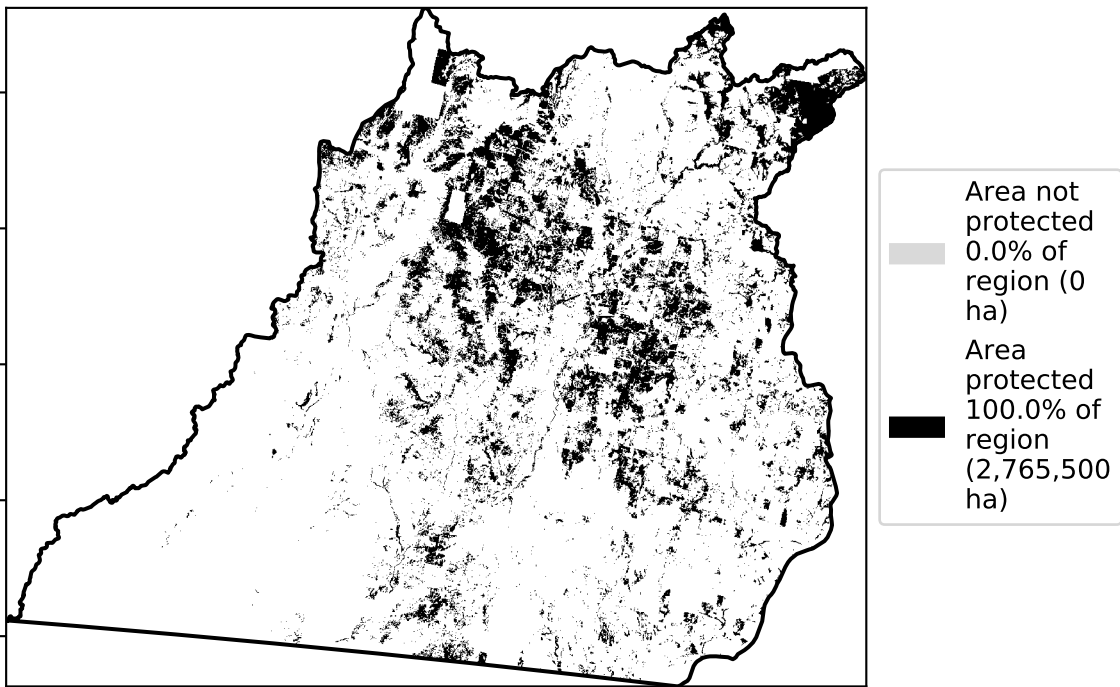 Area not
protected
0.0% of
region (0
ha)
Area
protected
100.0% of
region
(2,765,500
ha)